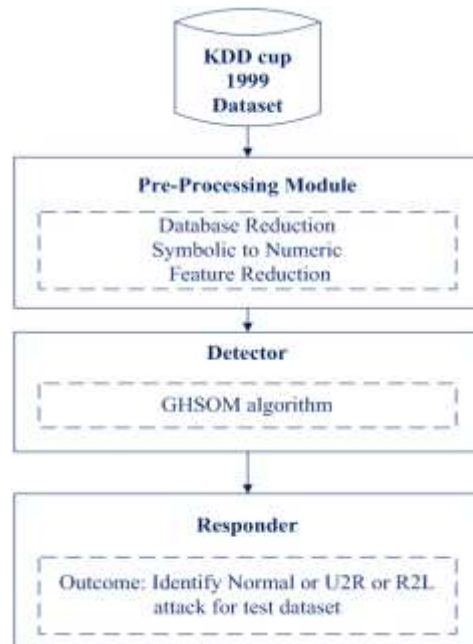 KDD cup
1999
Dataset
Pre-Processing Module
Database Reduction
Symbolic to Numeric
Feature Reduction
Detector
GHSOM algorithm
Responder
Outcome: Identify Normal or U2R or R2L
attack for test dataset